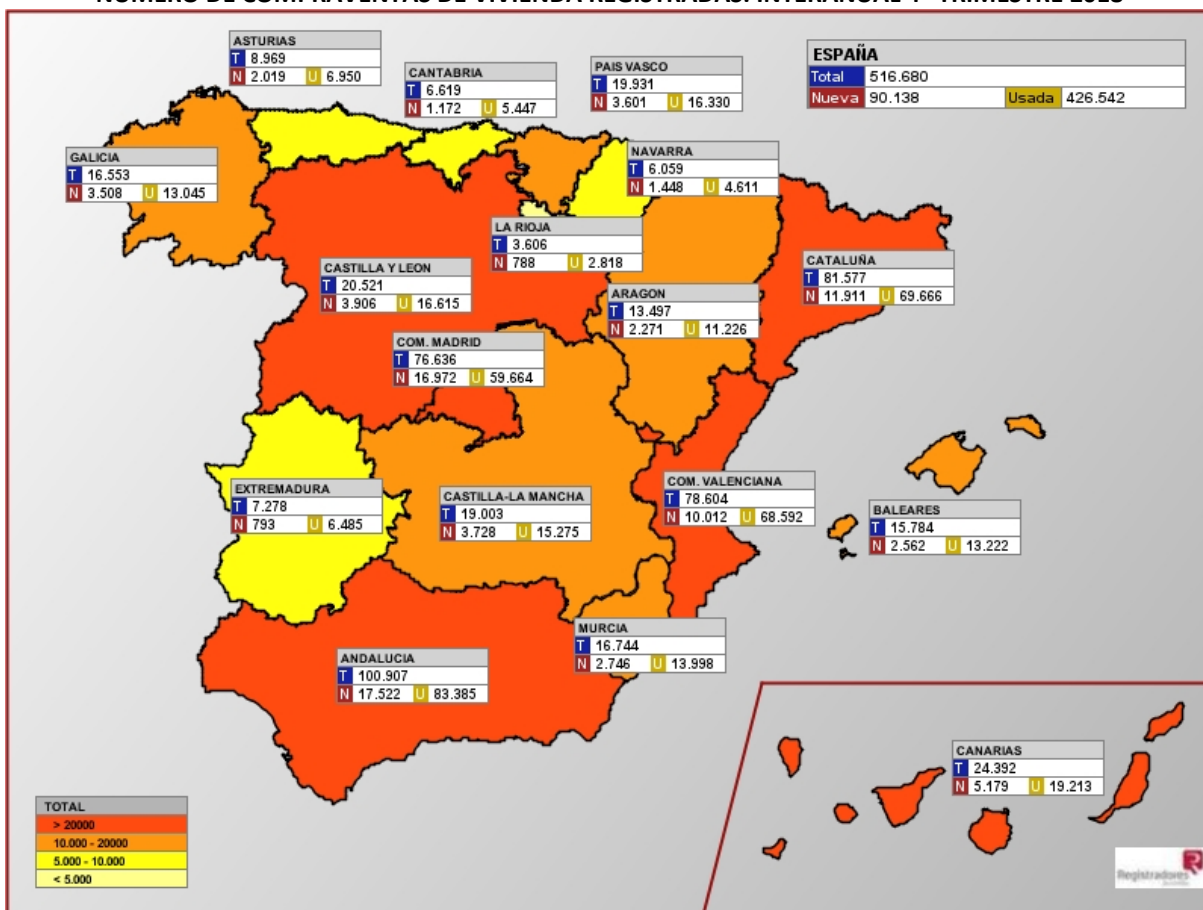 ASTURIAS
T 8.969
N 2.019 U 6.950
CANTABRIA
T 6.619
N 1.172 U 5.447
PAIS VASCO
T 19.931
N 3.601 U 16.330
ESPAÑA
Total 516.680
Nueva 90.138 Usada 426.542
GALICIA
T 16.553
N 3.508 U 13.045
NAVARRA
T 6.059
N 1.448 U 4.611
LA RIOJA
T 3.606
N 788 U 2.818
CASTILLA Y LEON
T 20.521
N 3.906 U 16.615
CATALUÑA
T 81.577
N 11.911 U 69.666
ARAGON
T 13.497
N 2.271 U 11.226
COM. MADRID
T 76.636
N 16.972 U 59.664
EXTREMADURA
T 7.278
N 793 U 6.485
CASTILLA-LA MANCHA
T 19.003
N 3.728 U 15.275
COM. VALENCIANA
T 78.604
N 10.012 U 68.592
BALEARES
T 15.784
N 2.562 U 13.222
MURCIA
T 16.744
N 2.746 U 13.998
ANDALUCIA
T 100.907
N 17.522 U 83.385
CANARIAS
T 24.392
N 5.179 U 19.213
TOTAL
> 20000
10.000 - 20000
5.000 - 10.000
< 5.000
Registradores